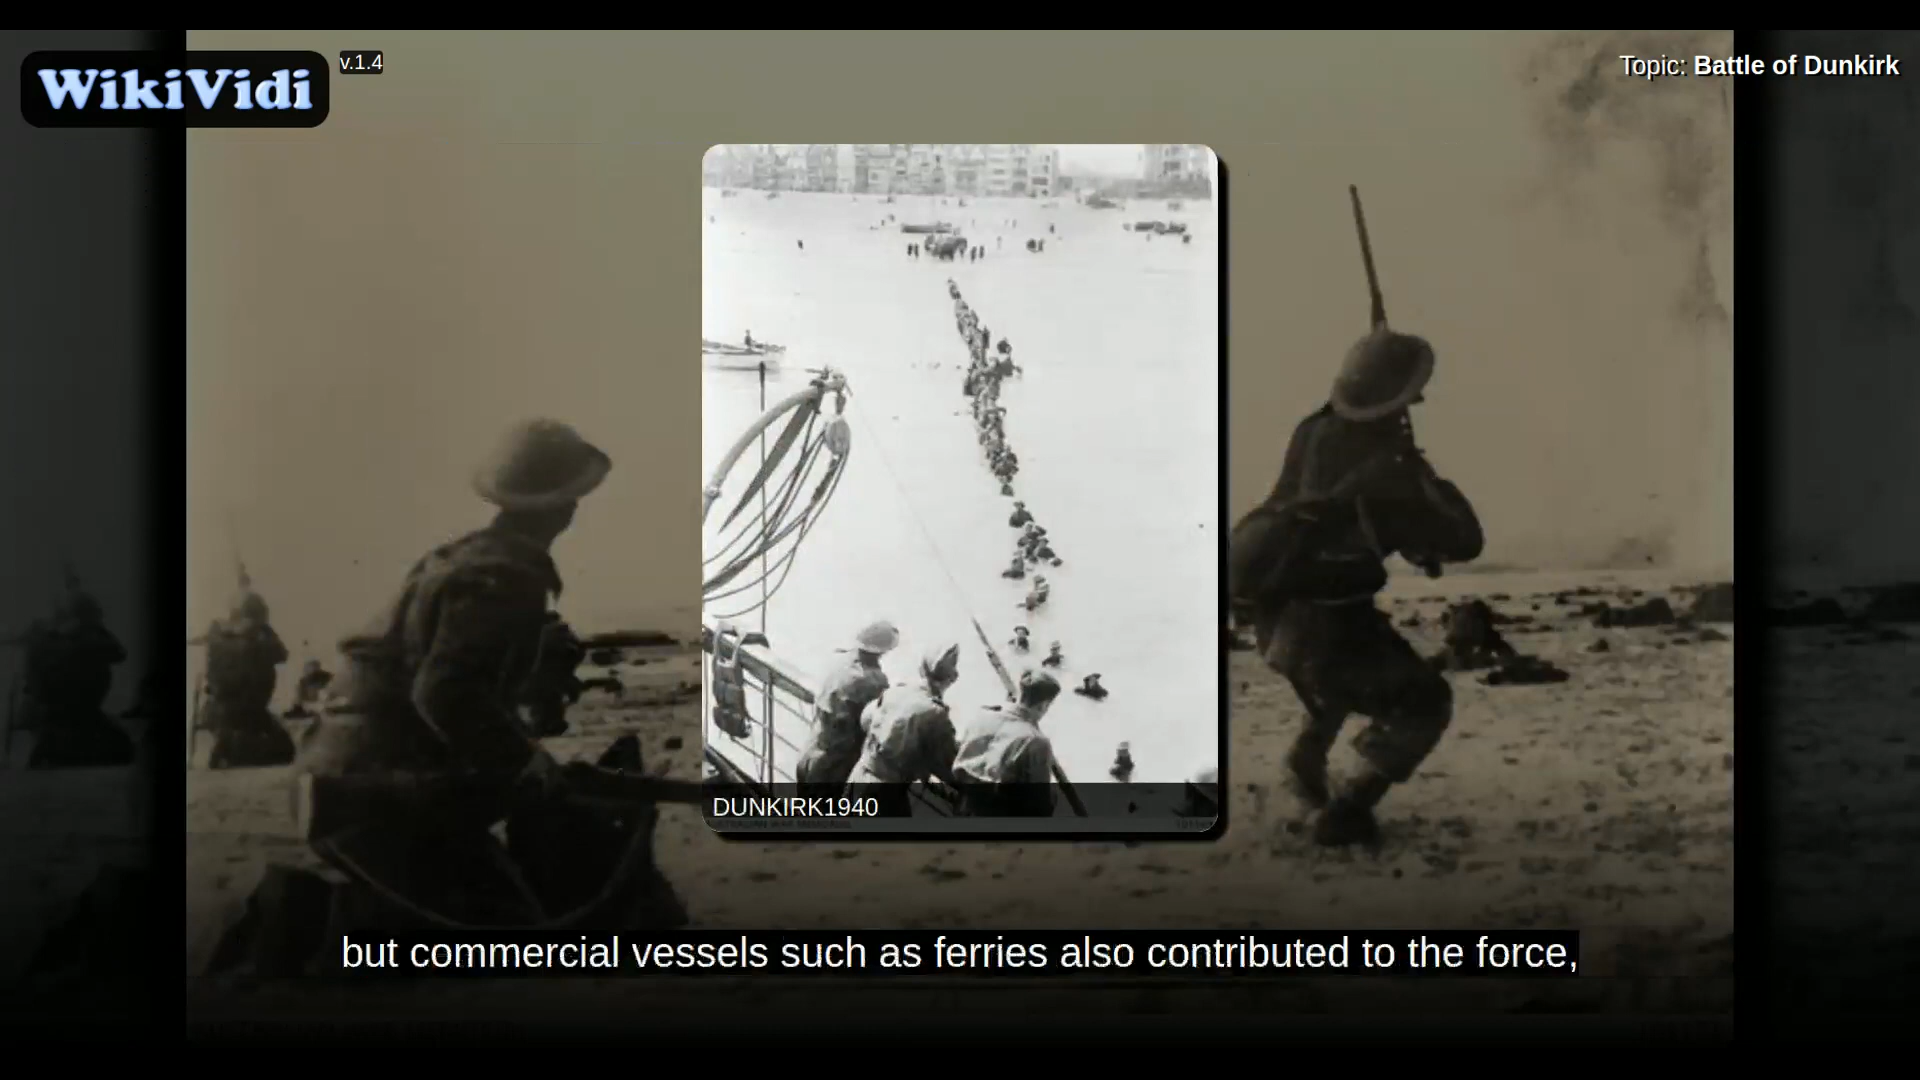 WikiVidi
v.1.4
Topic: Battle of Dunkirk
DUNKIRK1940
but commercial vessels such as ferries also contributed to the force,